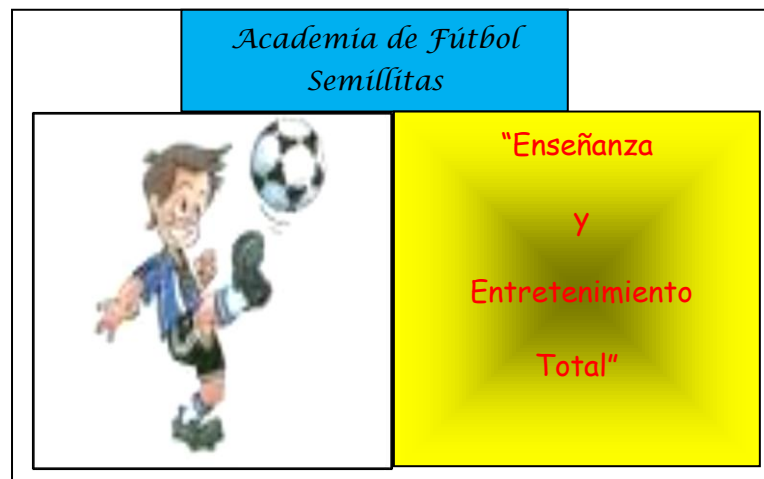 Academia de Fútbol
Semillitas
“Enseñanza
y
Entretenimiento
Total”